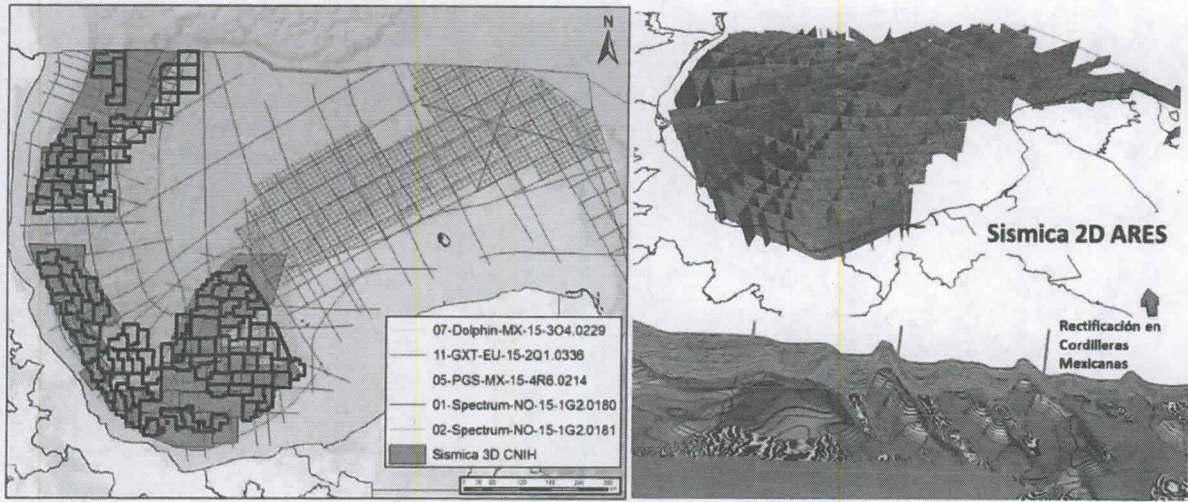 N
07-Dolphin-MX-15-3O4.0229
11-GXT-EU-15-2Q1.0336
05-PGS-MX-15-4R6.0214
01-Spectrum-NO-15-1G2.0180
02-Spectrum-NO-15-1G2.0181
Sismica 3D CNIH
Sismica 2D ARES
Rectificación en
Cordilleras
Mexicanas